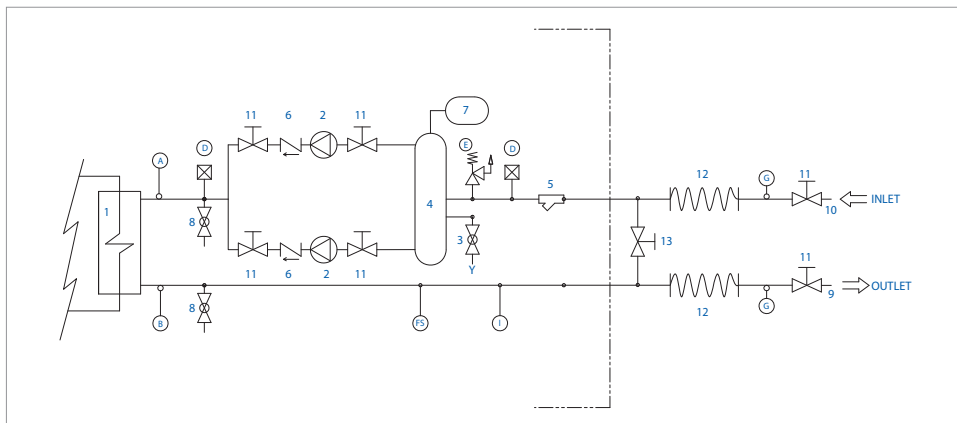 7
11 6 2 11
E
D D
A
12 G 11
5
1
4
INLET
10
8 3
13
11 6 2 11 Y
11
OUTLET
9
8
B FS I
12
G